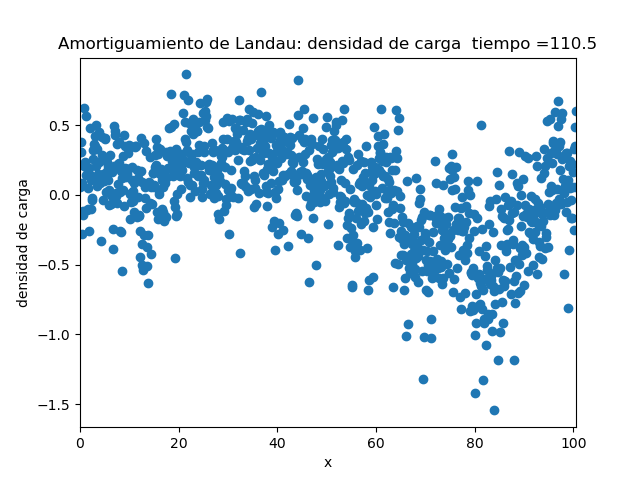 Amortiguamiento de Landau: densidad de carga  tiempo =110.5
densidad de carga
0.5
0.0
−0.5
−1.0
−1.5
0 20 40 60 80 100
x